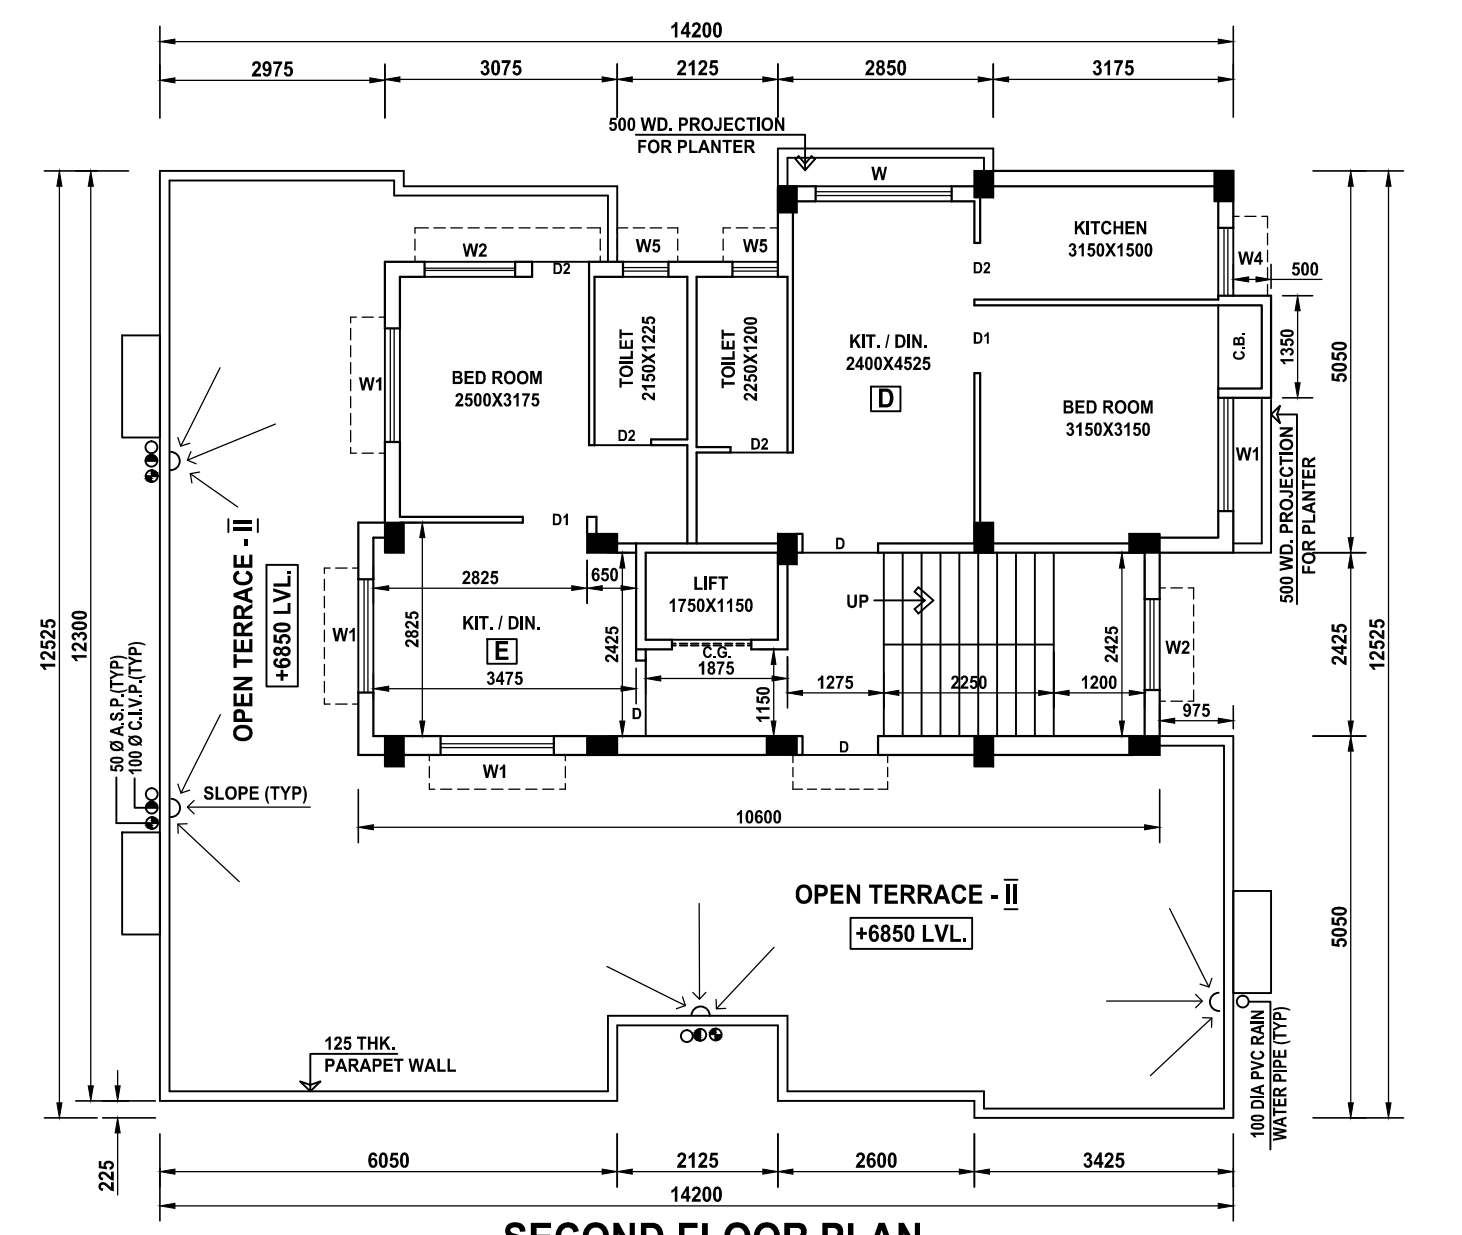 14200
2975
3075
2125
2850
3175
500 WD. PROJECTION
FOR PLANTER
W
KITCHEN
3150X1500
W2
W5
W5
W4
500
D2
D2
12525
12300
W1
BED ROOM
2500X3175
TOILET
2150X1225
TOILET
2250X1200
KIT. / DIN.
2400X4525
D
D1
C.B.
1350
5050
12525
BED ROOM
3150X3150
D2
D2
W1
500 WD. PROJECTION
FOR PLANTER
OPEN TERRACE - II
+6850 LVL.
D1
D
2825
650
LIFT
1750X1150
UP
W1
2825
KIT. / DIN.
E
2425
C.G.
1875
3475
D
1150
1275
2250
1200
2425
W2
2425
975
50 Ø A.S.P.(TYP)
100 Ø C.I.V.P.(TYP)
W1
D
SLOPE (TYP)
10600
OPEN TERRACE - II
+6850 LVL.
5050
125 THK.
PARAPET WALL
100 DIA PVC RAIN
WATER PIPE (TYP)
225
6050
2125
2600
3425
14200
SECOND FLOOR PLAN